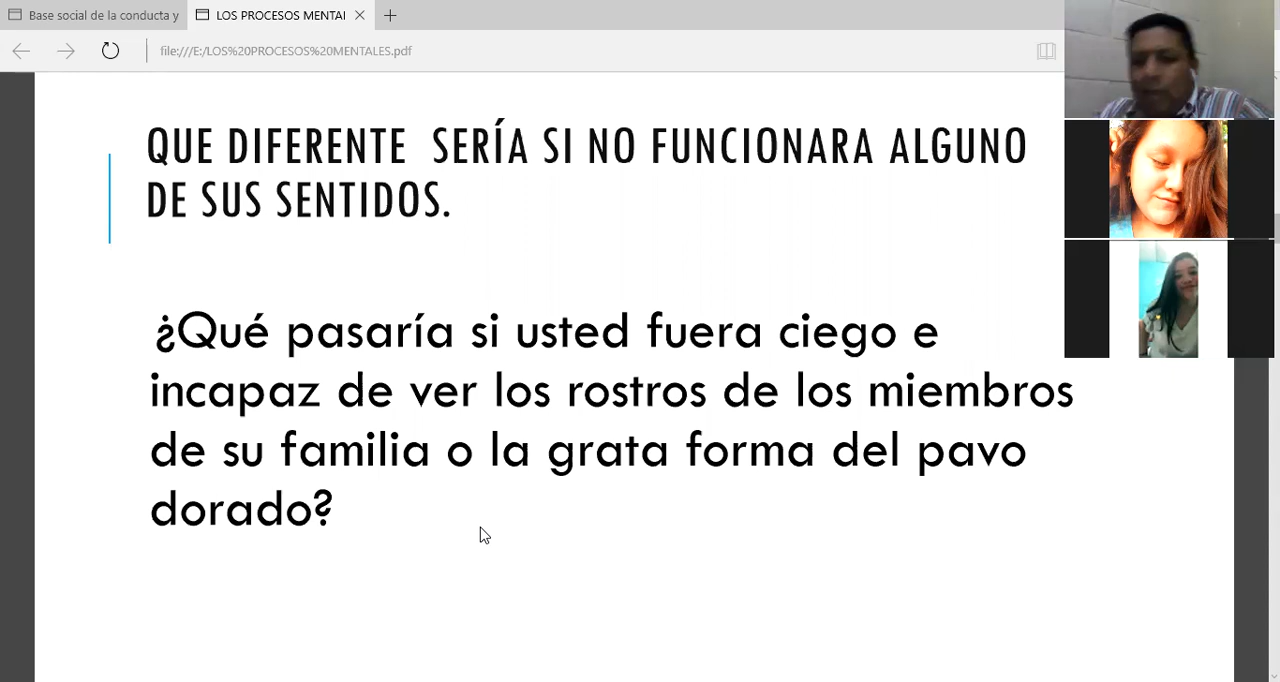 Base social de la conducta y
LOS PROCESOS MENTAI
file:///E:/LOS%20PROCESOS%20MENTALES.pdf
QUE DIFERENTE SERÍA SI NO FUNCIONARA ALGUNO
DE SUS SENTIDOS.
¿Qué pasaría si usted fuera ciego e
incapaz de ver los rostros de los miembros
de su familia o la grata forma del pavo
dorado?